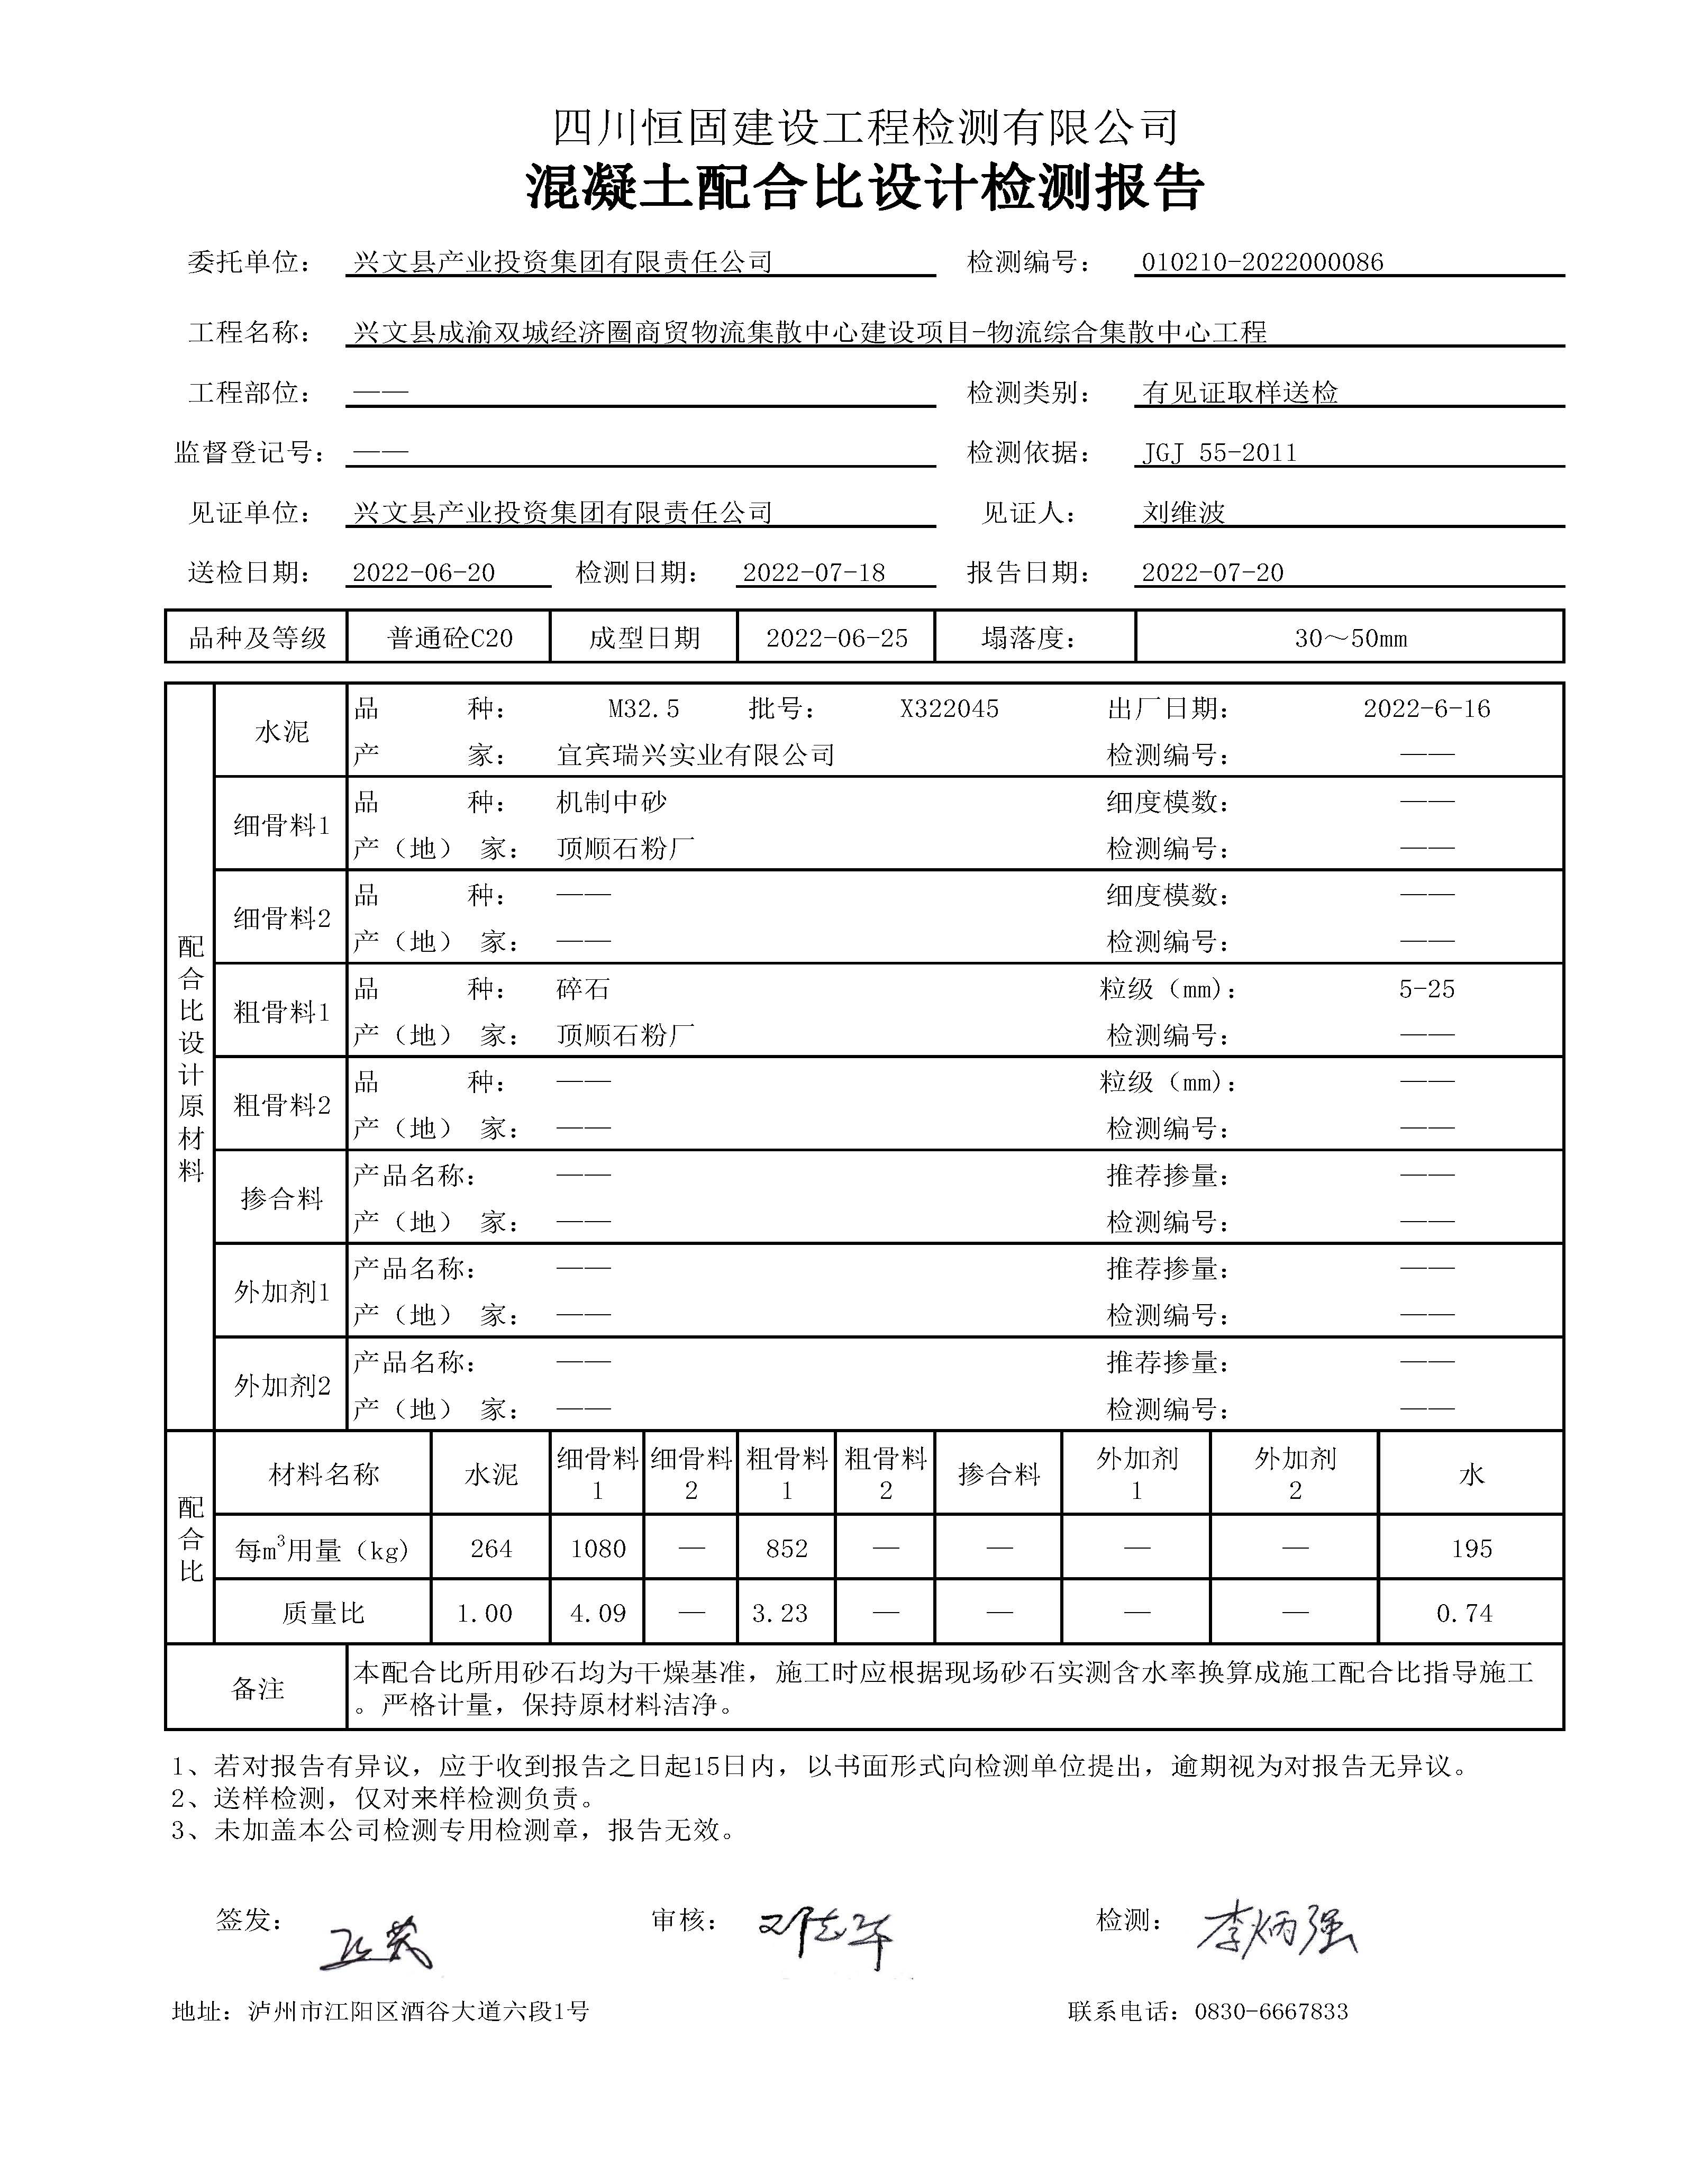 四川恒固建设工程检测有限公司
混凝土配合比设计检测报告
委托单位： 兴文县产业投资集团有限责任公司 检测编号： 010210-2022000086
工程名称： 兴文县成渝双城经济圈商贸物流集散中心建设项目-物流综合集散中心工程
工程部位： —— 检测类别： 有见证取样送检
监督登记号： —— 检测依据： JGJ 55-2011
见证单位： 兴文县产业投资集团有限责任公司 见证人： 刘维波
送检日期： 2022-06-20 检测日期： 2022-07-18 报告日期： 2022-07-20
品种及等级 普通砼C20 成型日期 2022-06-25 塌落度： 30～50mm
配合比设计原材料
水泥
品 种： M32.5 批号： X322045 出厂日期： 2022-6-16
产 家： 宜宾瑞兴实业有限公司 检测编号： ——
细骨料1
品 种： 机制中砂 细度模数： ——
产（地） 家： 顶顺石粉厂 检测编号： ——
细骨料2
品 种： —— 细度模数： ——
产（地） 家： —— 检测编号： ——
粗骨料1
品 种： 碎石 粒级（mm）： 5-25
产（地） 家： 顶顺石粉厂 检测编号： ——
粗骨料2
品 种： —— 粒级（mm）： ——
产（地） 家： —— 检测编号： ——
掺合料
产品名称： —— 推荐掺量： ——
产（地） 家： —— 检测编号： ——
外加剂1
产品名称： —— 推荐掺量： ——
产（地） 家： —— 检测编号： ——
外加剂2
产品名称： —— 推荐掺量： ——
产（地） 家： —— 检测编号： ——
配合比
材料名称 水泥 细骨料1 细骨料2 粗骨料1 粗骨料2 掺合料 外加剂1 外加剂2 水
每m³用量（kg） 264 1080 — 852 — — — — 195
质量比 1.00 4.09 — 3.23 — — — — 0.74
备注
本配合比所用砂石均为干燥基准，施工时应根据现场砂石实测含水率换算成施工配合比指导施工
。严格计量，保持原材料洁净。
1、若对报告有异议，应于收到报告之日起15日内，以书面形式向检测单位提出，逾期视为对报告无异议。
2、送样检测，仅对来样检测负责。
3、未加盖本公司检测专用检测章，报告无效。
签发： 审核： 邓志华 检测： 李炳强
地址：泸州市江阳区酒谷大道六段1号 联系电话：0830-6667833